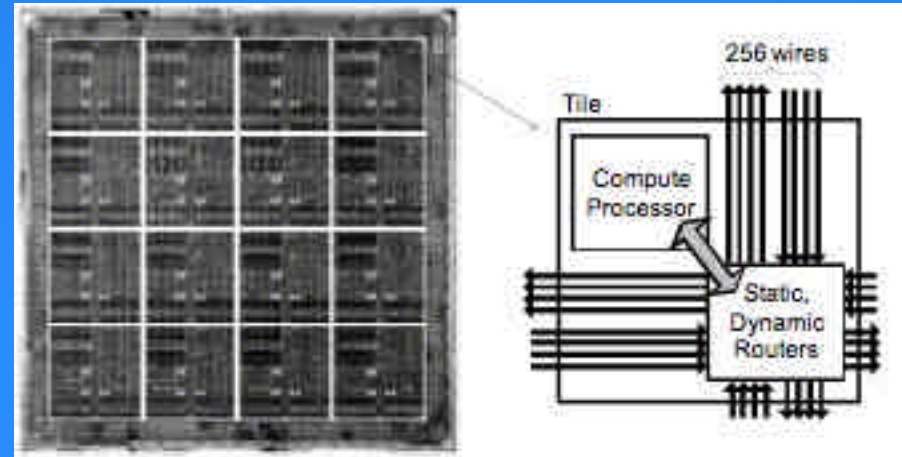 256 wires
Tile
Compute
Processor
Static,
Dynamic
Routers